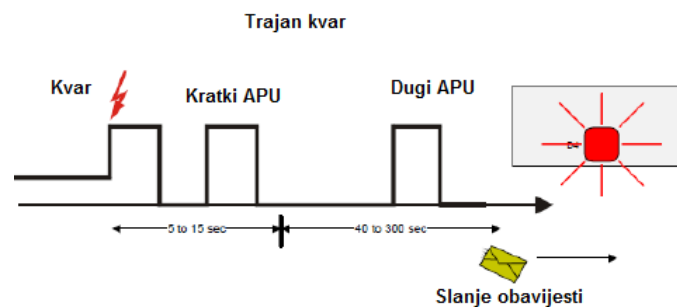 Trajan kvar
Kvar
Kratki APU
Dugi APU
5 to 15 sec
40 to 300 sec
Slanje obavijesti